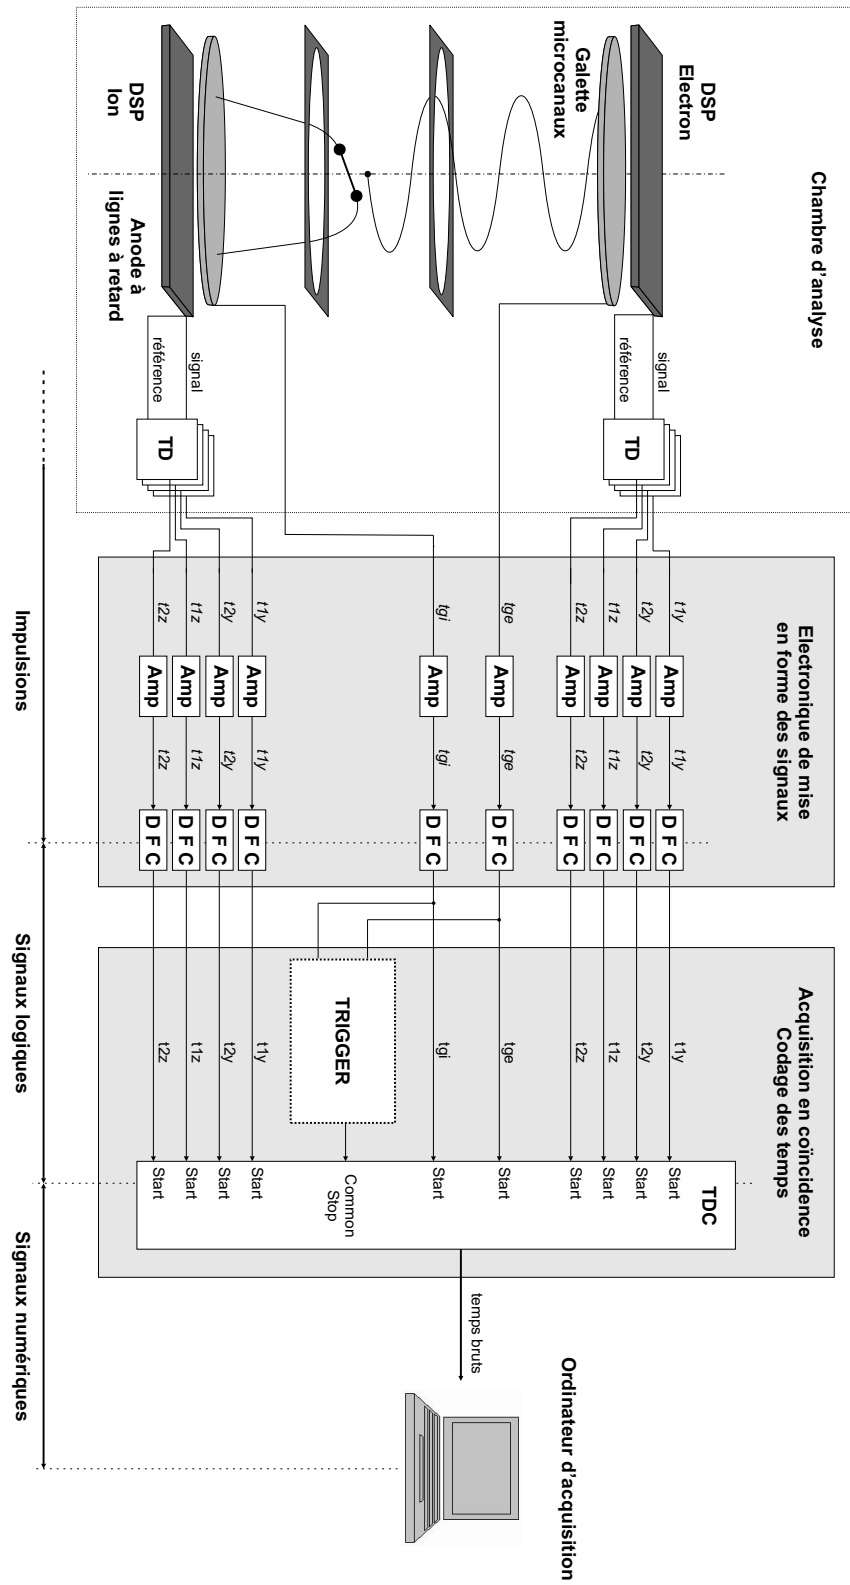 Chambre d'analyse
DSP
Electron
Galette
microcanaux
DSP
Ion
Anode à
lignes à retard
signal
référence
TD
signal
référence
TD
Electronique de mise
en forme des signaux
t1y
Amp
t1y
D F C
t2y
Amp
t2y
D F C
t1z
Amp
t1z
D F C
t2z
Amp
t2z
D F C
tge
Amp
tge
D F C
tgi
Amp
tgi
D F C
t1y
Amp
t1y
D F C
t2y
Amp
t2y
D F C
t1z
Amp
t1z
D F C
t2z
Amp
t2z
D F C
Acquisition en coïncidence
Codage des temps
t1y
Start
t2y
Start
t1z
Start
t2z
Start
tge
Start
tgi
Start
TRIGGER
Common
Stop
t1y
Start
t2y
Start
t1z
Start
t2z
Start
TDC
temps bruts
Ordinateur d'acquisition
Impulsions
Signaux logiques
Signaux numériques